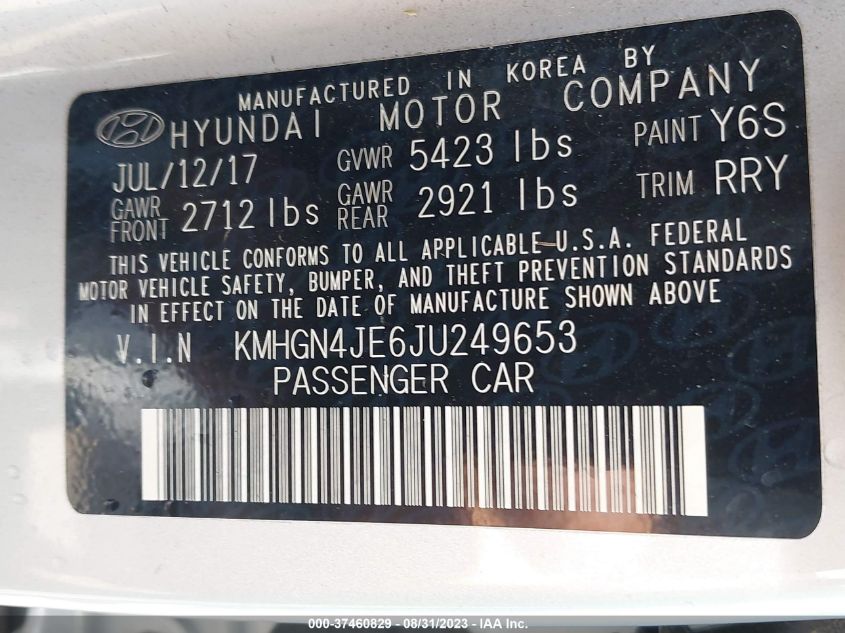 MANUFACTURED IN KOREA BY
HYUNDAI MOTOR COMPANY
JUL/12/17 GVWR 5423 lbs PAINT Y6S
GAWR FRONT 2712 lbs GAWR REAR 2921 lbs TRIM RRY
THIS VEHICLE CONFORMS TO ALL APPLICABLE U.S.A. FEDERAL
MOTOR VEHICLE SAFETY, BUMPER, AND THEFT PREVENTION STANDARDS
IN EFFECT ON THE DATE OF MANUFACTURE SHOWN ABOVE
V.I.N KMHGN4JE6JU249653
PASSENGER CAR
000-37460829 - 08/31/2023 - IAA Inc.